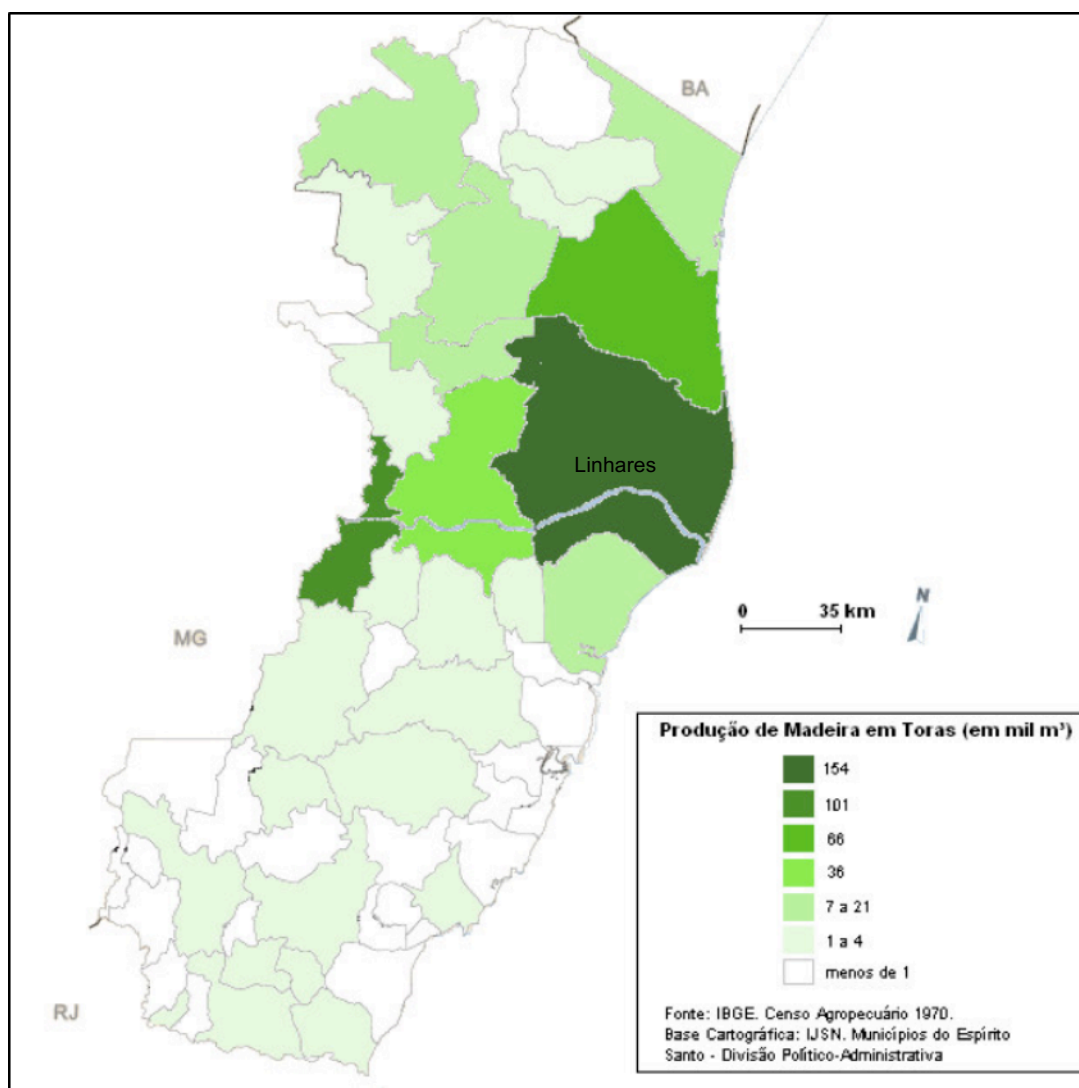 BA
Linhares
0 35 km
N
MG
RJ
Produção de Madeira em Toras (em mil m³)
154
101
66
36
7 a 21
1 a 4
menos de 1
Fonte: IBGE. Censo Agropecuário 1970.
Base Cartográfica: IJSN. Municípios do Espírito
Santo - Divisão Político-Administrativa